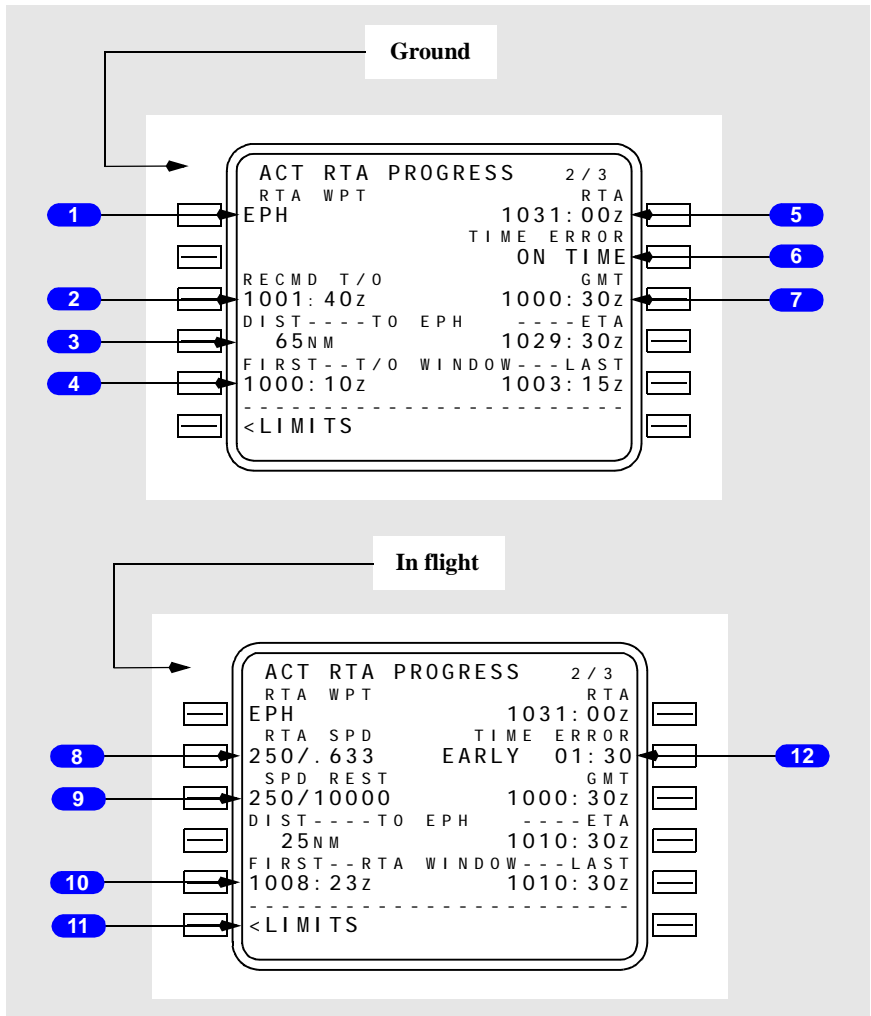 Ground
ACT RTA PROGRESS 2/3
RTA WPT RTA
1 EPH 1031:00z 5
TIME ERROR
ON TIME 6
RECMD T/O GMT
2 1001:40z 1000:30z 7
DIST----TO EPH ----ETA
3 65NM 1029:30z
FIRST--T/O WINDOW---LAST
4 1000:10z 1003:15z
------------------------
<LIMITS
In flight
ACT RTA PROGRESS 2/3
RTA WPT RTA
EPH 1031:00z
RTA SPD TIME ERROR
8 250/.633 EARLY 01:30 12
SPD REST GMT
9 250/10000 1000:30z
DIST----TO EPH ----ETA
25NM 1010:30z
FIRST--RTA WINDOW---LAST
10 1008:23z 1010:30z
------------------------
11 <LIMITS